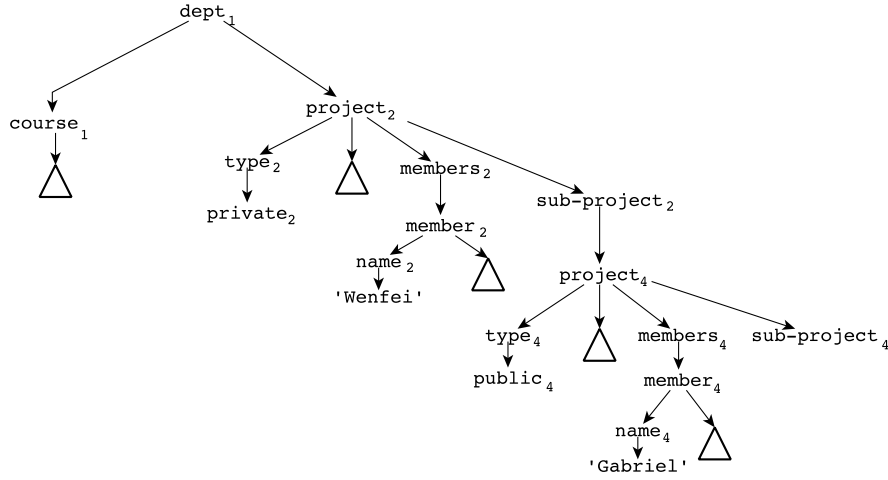 dept1
project2
course1
type2
members2
private2
sub-project2
member2
name2
project4
'Wenfei'
type4
members4
sub-project4
public4
member4
name4
'Gabriel'